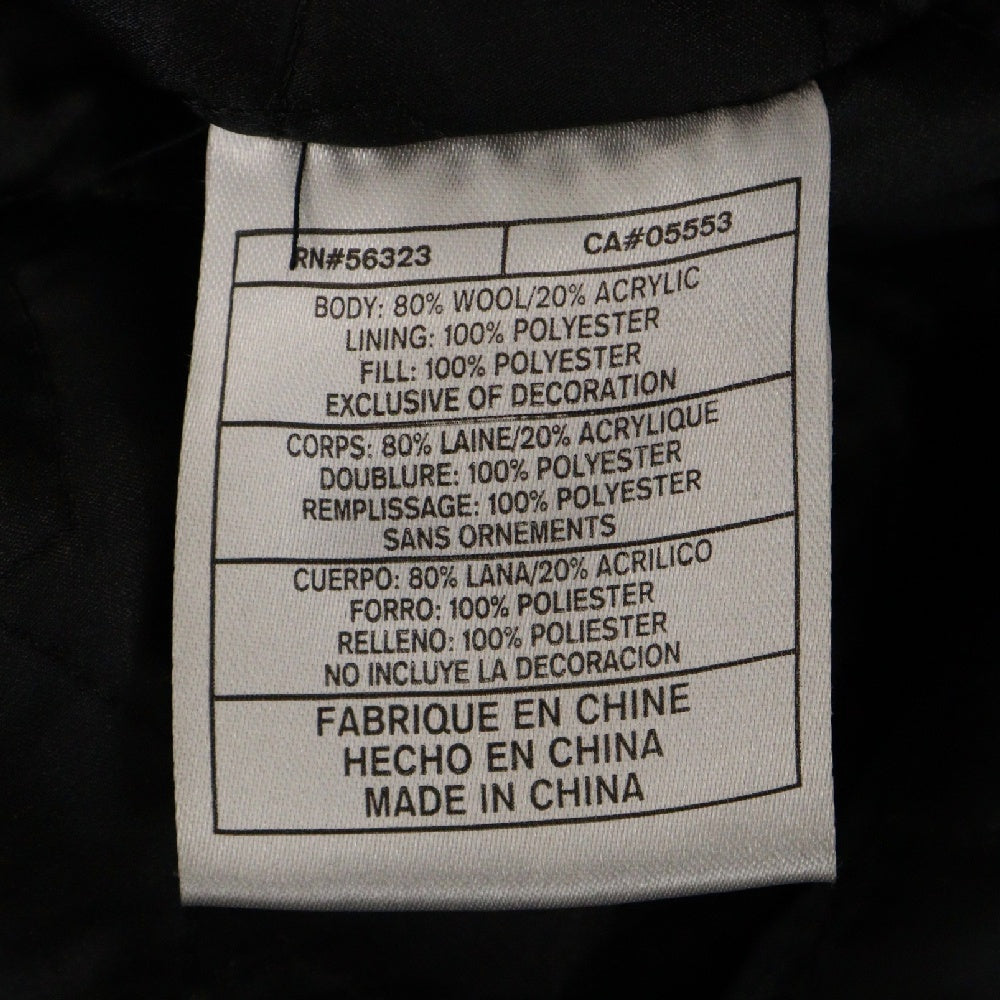 RN#56323 CA#05553
BODY: 80% WOOL/20% ACRYLIC
LINING: 100% POLYESTER
FILL: 100% POLYESTER
EXCLUSIVE OF DECORATION
CORPS: 80% LAINE/20% ACRYLIQUE
DOUBLURE: 100% POLYESTER
REMPLISSAGE: 100% POLYESTER
SANS ORNEMENTS
CUERPO: 80% LANA/20% ACRILICO
FORRO: 100% POLIESTER
RELLENO: 100% POLIESTER
NO INCLUYE LA DECORACION
FABRIQUE EN CHINE
HECHO EN CHINA
MADE IN CHINA